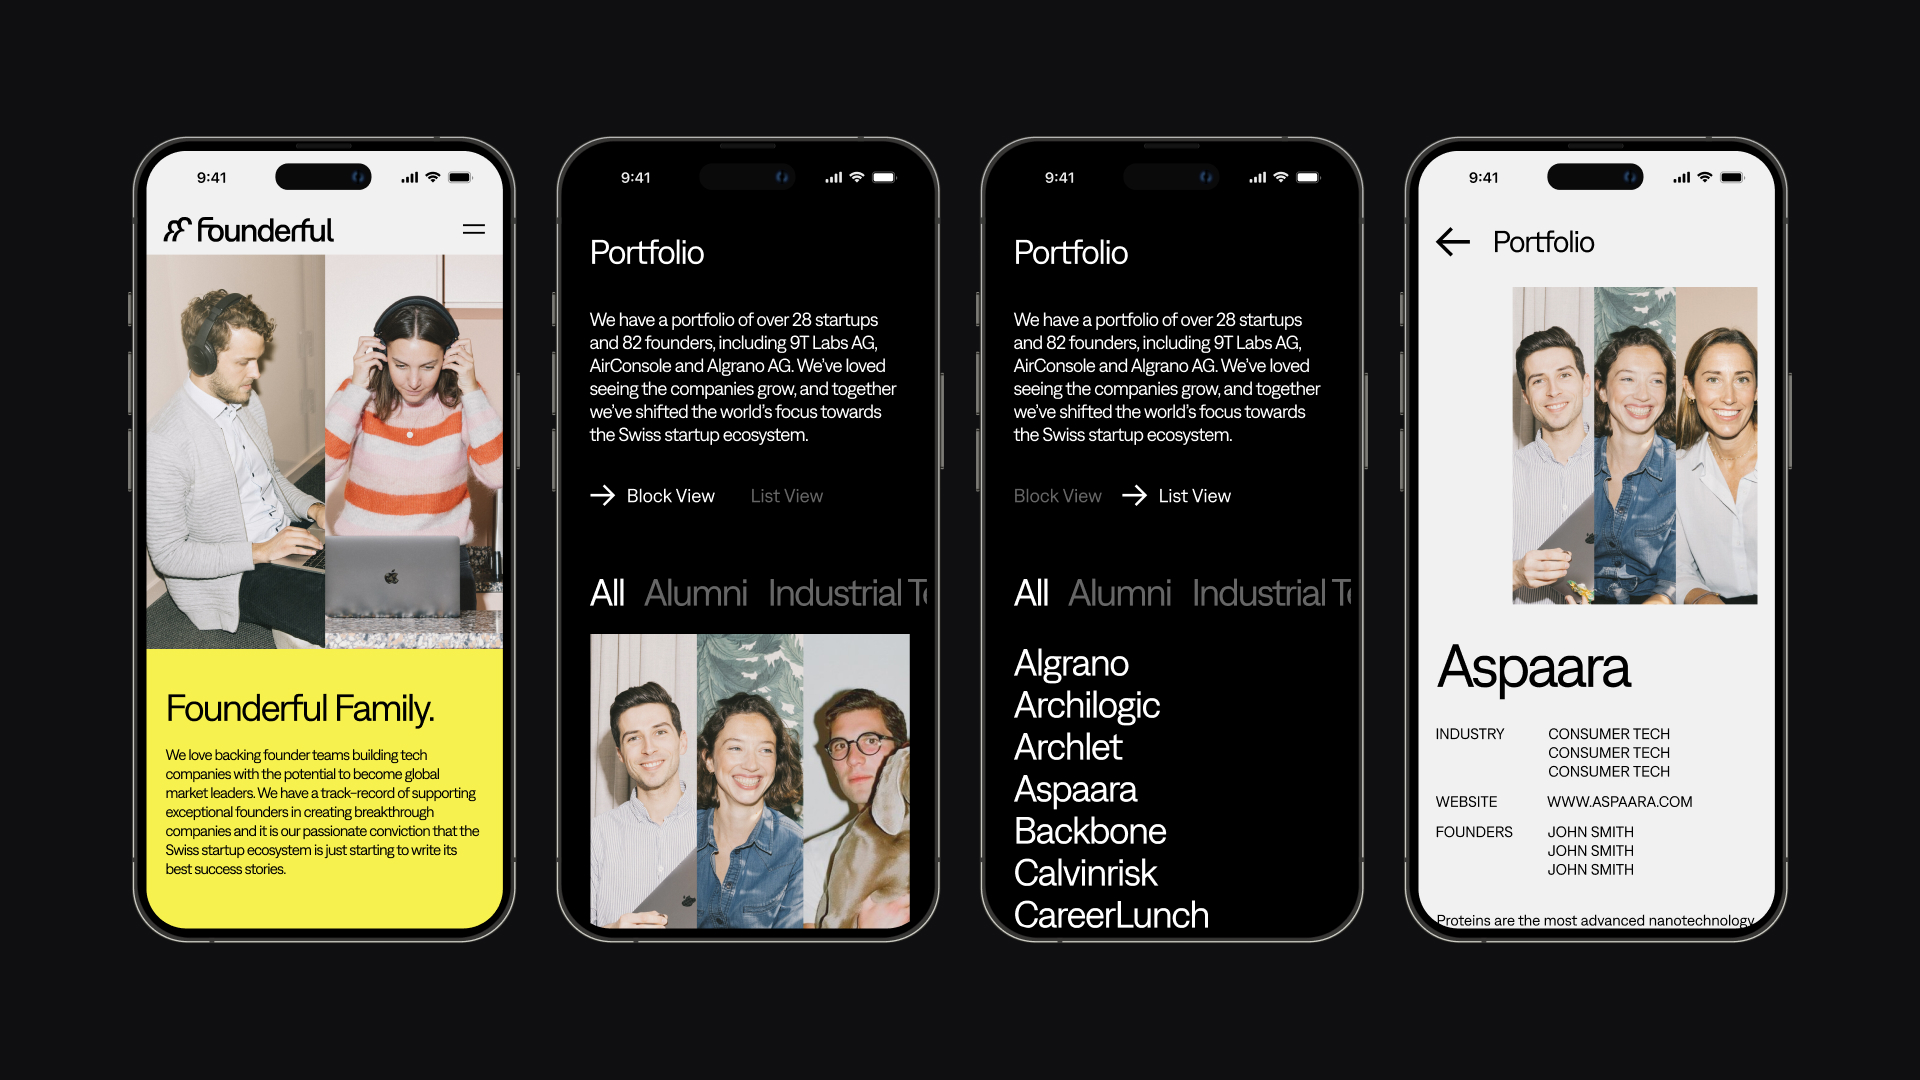 9:41
Founderful
Founderful Family.
We love backing founder teams building tech
companies with the potential to become global
market leaders. We have a track-record of supporting
exceptional founders in creating breakthrough
companies and it is our passionate conviction that the
Swiss startup ecosystem is just starting to write its
best success stories.
9:41
Portfolio
We have a portfolio of over 28 startups
and 82 founders, including 9T Labs AG,
AirConsole and Algrano AG. We’ve loved
seeing the companies grow, and together
we’ve shifted the world’s focus towards
the Swiss startup ecosystem.
→ Block View List View
All Alumni Industrial
9:41
Portfolio
We have a portfolio of over 28 startups
and 82 founders, including 9T Labs AG,
AirConsole and Algrano AG. We’ve loved
seeing the companies grow, and together
we’ve shifted the world’s focus towards
the Swiss startup ecosystem.
Block View → List View
All Alumni Industrial
Algrano
Archilogic
Archlet
Aspaara
Backbone
Calvinrisk
CareerLunch
9:41
← Portfolio
Aspaara
INDUSTRY CONSUMER TECH
CONSUMER TECH
CONSUMER TECH
WEBSITE WWW.ASPAARA.COM
FOUNDERS JOHN SMITH
JOHN SMITH
JOHN SMITH
Proteins are the most advanced nanotechnology